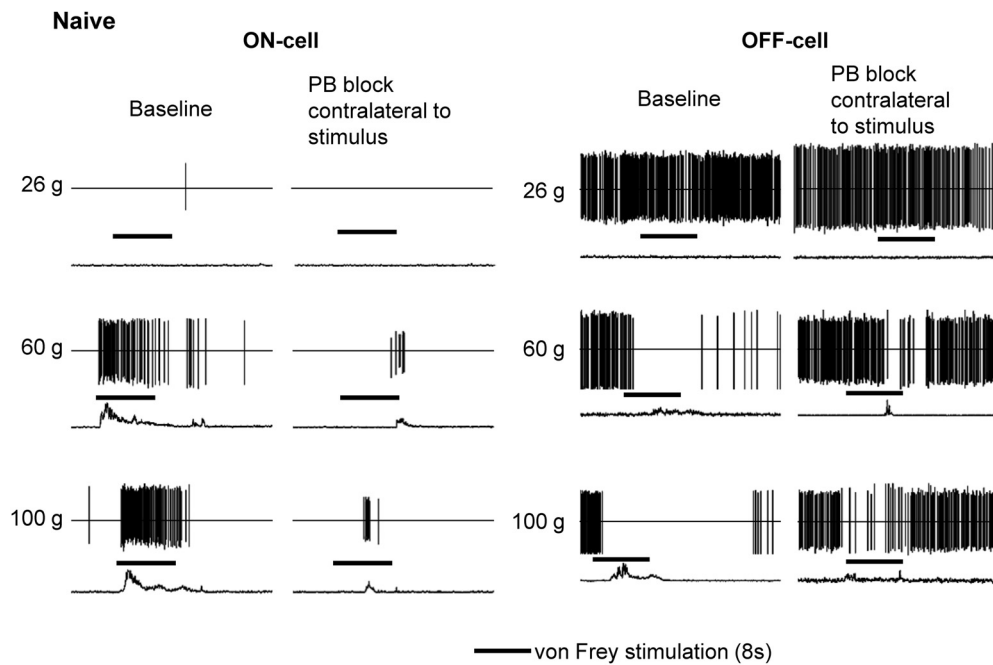 Naive
ON-cell
OFF-cell
Baseline
PB block
contralateral to
stimulus
Baseline
PB block
contralateral
to stimulus
26 g
26 g
60 g
60 g
100 g
100 g
von Frey stimulation (8s)